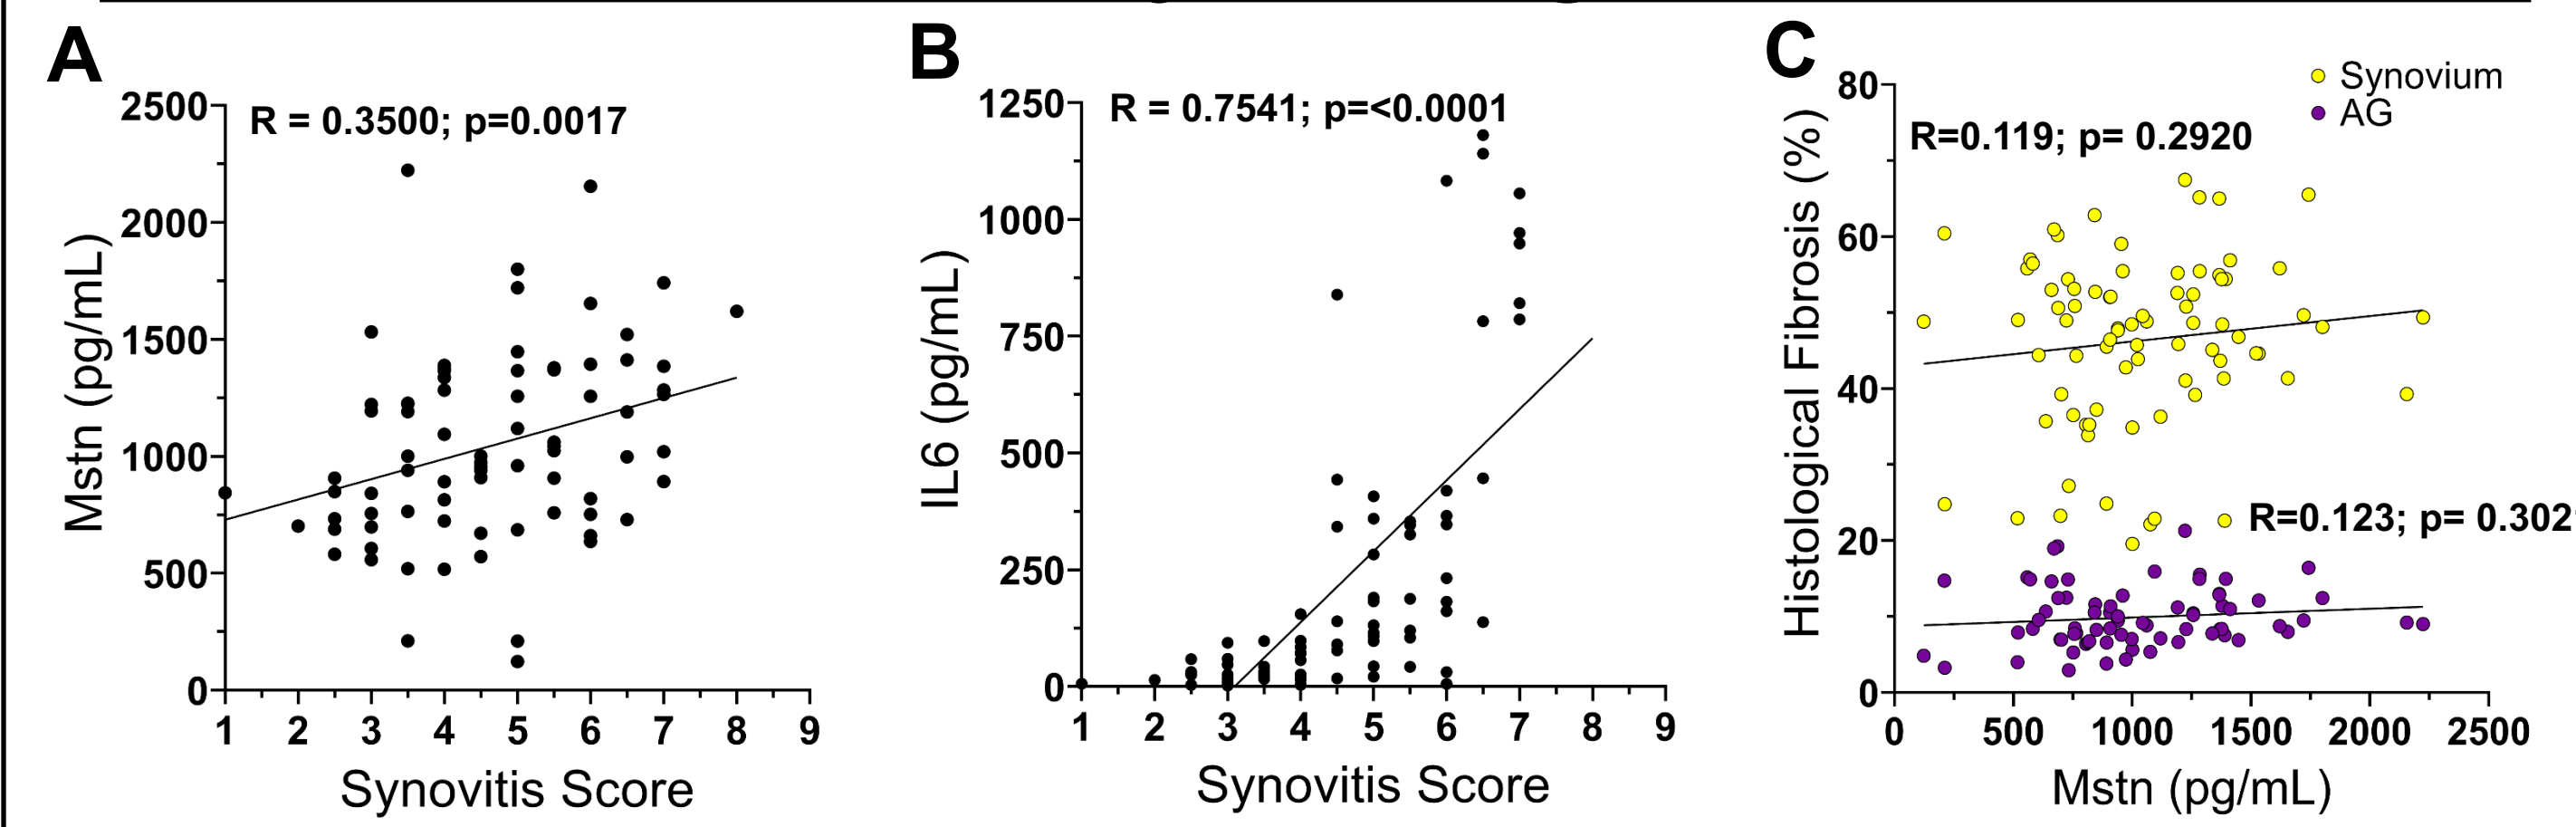 A
R = 0.3500; p=0.0017
Mstn (pg/mL)
2500
2000
1500
1000
500
0
1 2 3 4 5 6 7 8 9
Synovitis Score
B
R = 0.7541; p=<0.0001
IL6 (pg/mL)
1250
1000
750
500
250
0
1 2 3 4 5 6 7 8 9
Synovitis Score
C
Synovium
AG
R=0.119; p= 0.2920
R=0.123; p= 0.302
Histological Fibrosis (%)
80
60
40
20
0
0 500 1000 1500 2000 2500
Mstn (pg/mL)